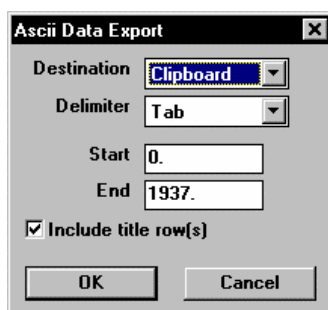 Ascii Data Export
Destination Clipboard
Delimiter Tab
Start 0.
End 1937.
Include title row(s)
OK Cancel